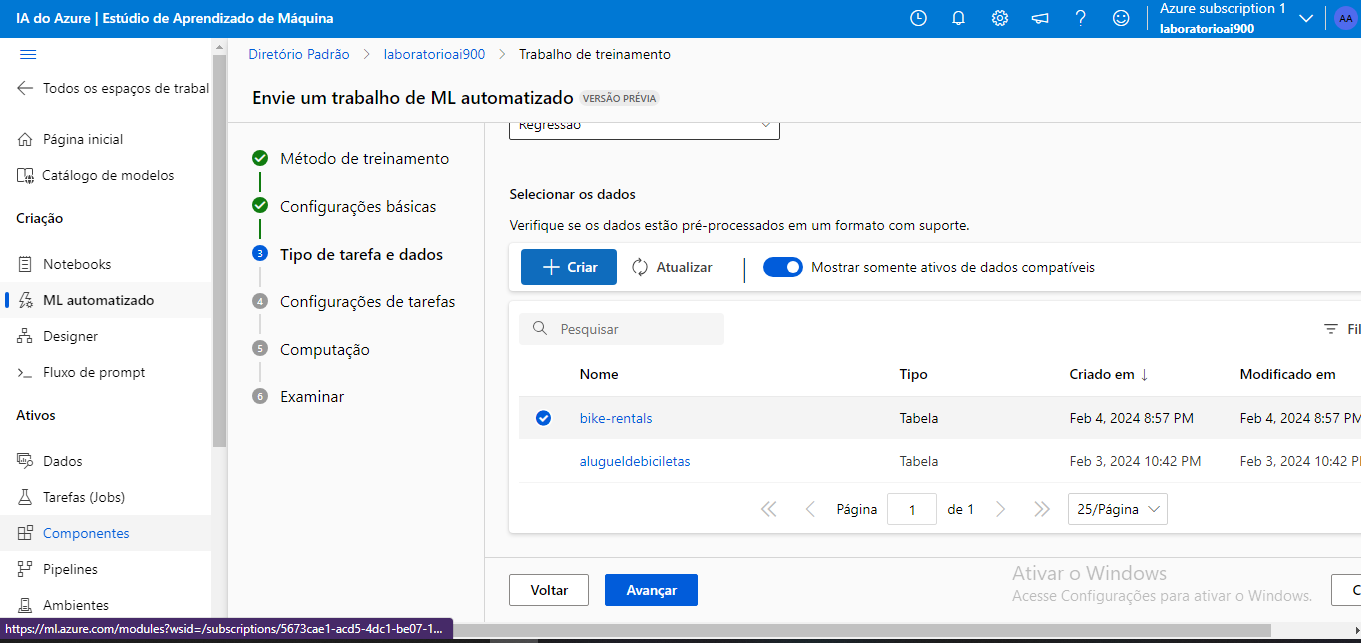 IA do Azure | Estúdio de Aprendizado de Máquina
Azure subscription 1
laboratorioai900
AA
Todos os espaços de trabal
Página inicial
Catálogo de modelos
Criação
Notebooks
ML automatizado
Designer
Fluxo de prompt
Ativos
Dados
Tarefas (Jobs)
Componentes
Pipelines
Ambientes
https://ml.azure.com/modules?wsid=/subscriptions/5673cae1-acd5-4dc1-be07-1...
Diretório Padrão > laboratorioai900 > Trabalho de treinamento
Envie um trabalho de ML automatizado VERSÃO PRÉVIA
Método de treinamento
Configurações básicas
3 Tipo de tarefa e dados
4 Configurações de tarefas
5 Computação
6 Examinar
Regressão
Selecionar os dados
Verifique se os dados estão pré-processados em um formato com suporte.
+ Criar Atualizar Mostrar somente ativos de dados compatíveis
Pesquisar Fil
Nome Tipo Criado em ↓ Modificado em
bike-rentals Tabela Feb 4, 2024 8:57 PM Feb 4, 2024 8:57 PM
alugueldebiciletas Tabela Feb 3, 2024 10:42 PM Feb 3, 2024 10:42 P
Página 1 de 1 25/Página
Voltar Avançar C
Ativar o Windows
Acesse Configurações para ativar o Windows.